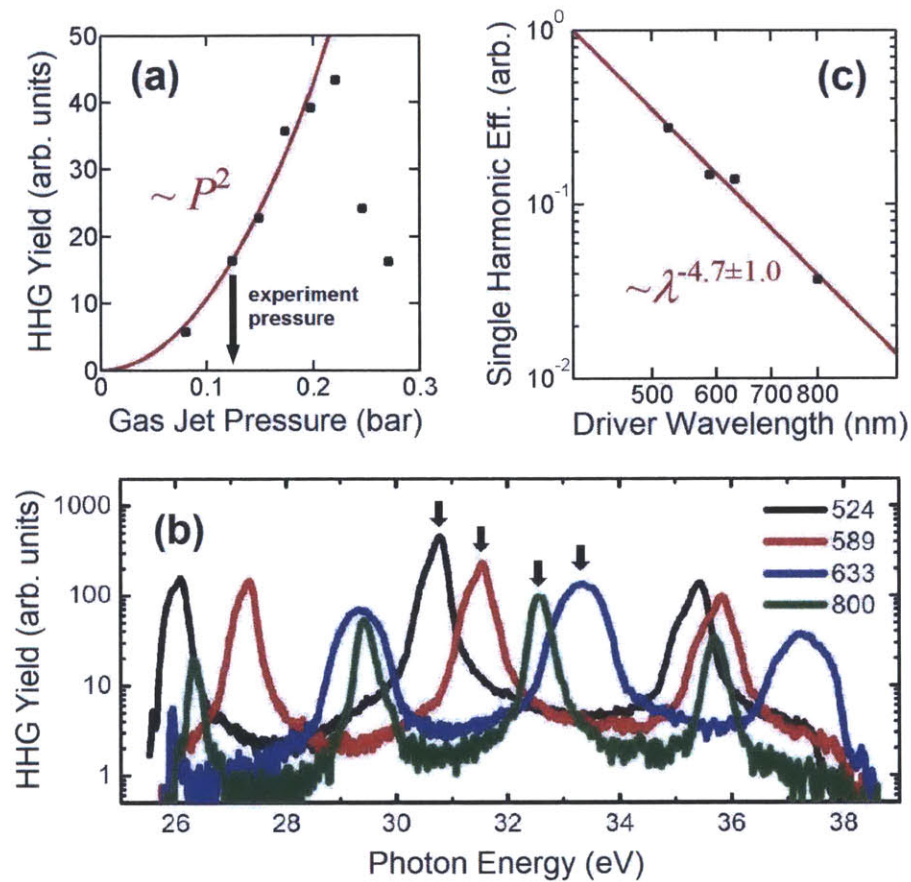 50
40
30
20
10
0
HHG Yield (arb. units)
(a)
~ P²
experiment
pressure
0 0.1 0.2 0.3
Gas Jet Pressure (bar)
10⁰
10⁻¹
10⁻²
Single Harmonic Eff. (arb.)
(c)
~λ⁻⁴·⁷±¹·⁰
500 600 700 800
Driver Wavelength (nm)
1000
100
10
1
HHG Yield (arb. units)
(b)
524
589
633
800
26 28 30 32 34 36 38
Photon Energy (eV)